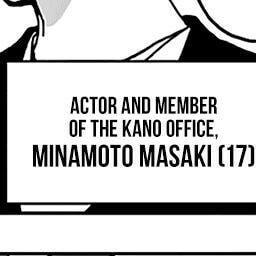 ACTOR AND MEMBER
OF THE KANO OFFICE,
MINAMOTO MASAKI (17)